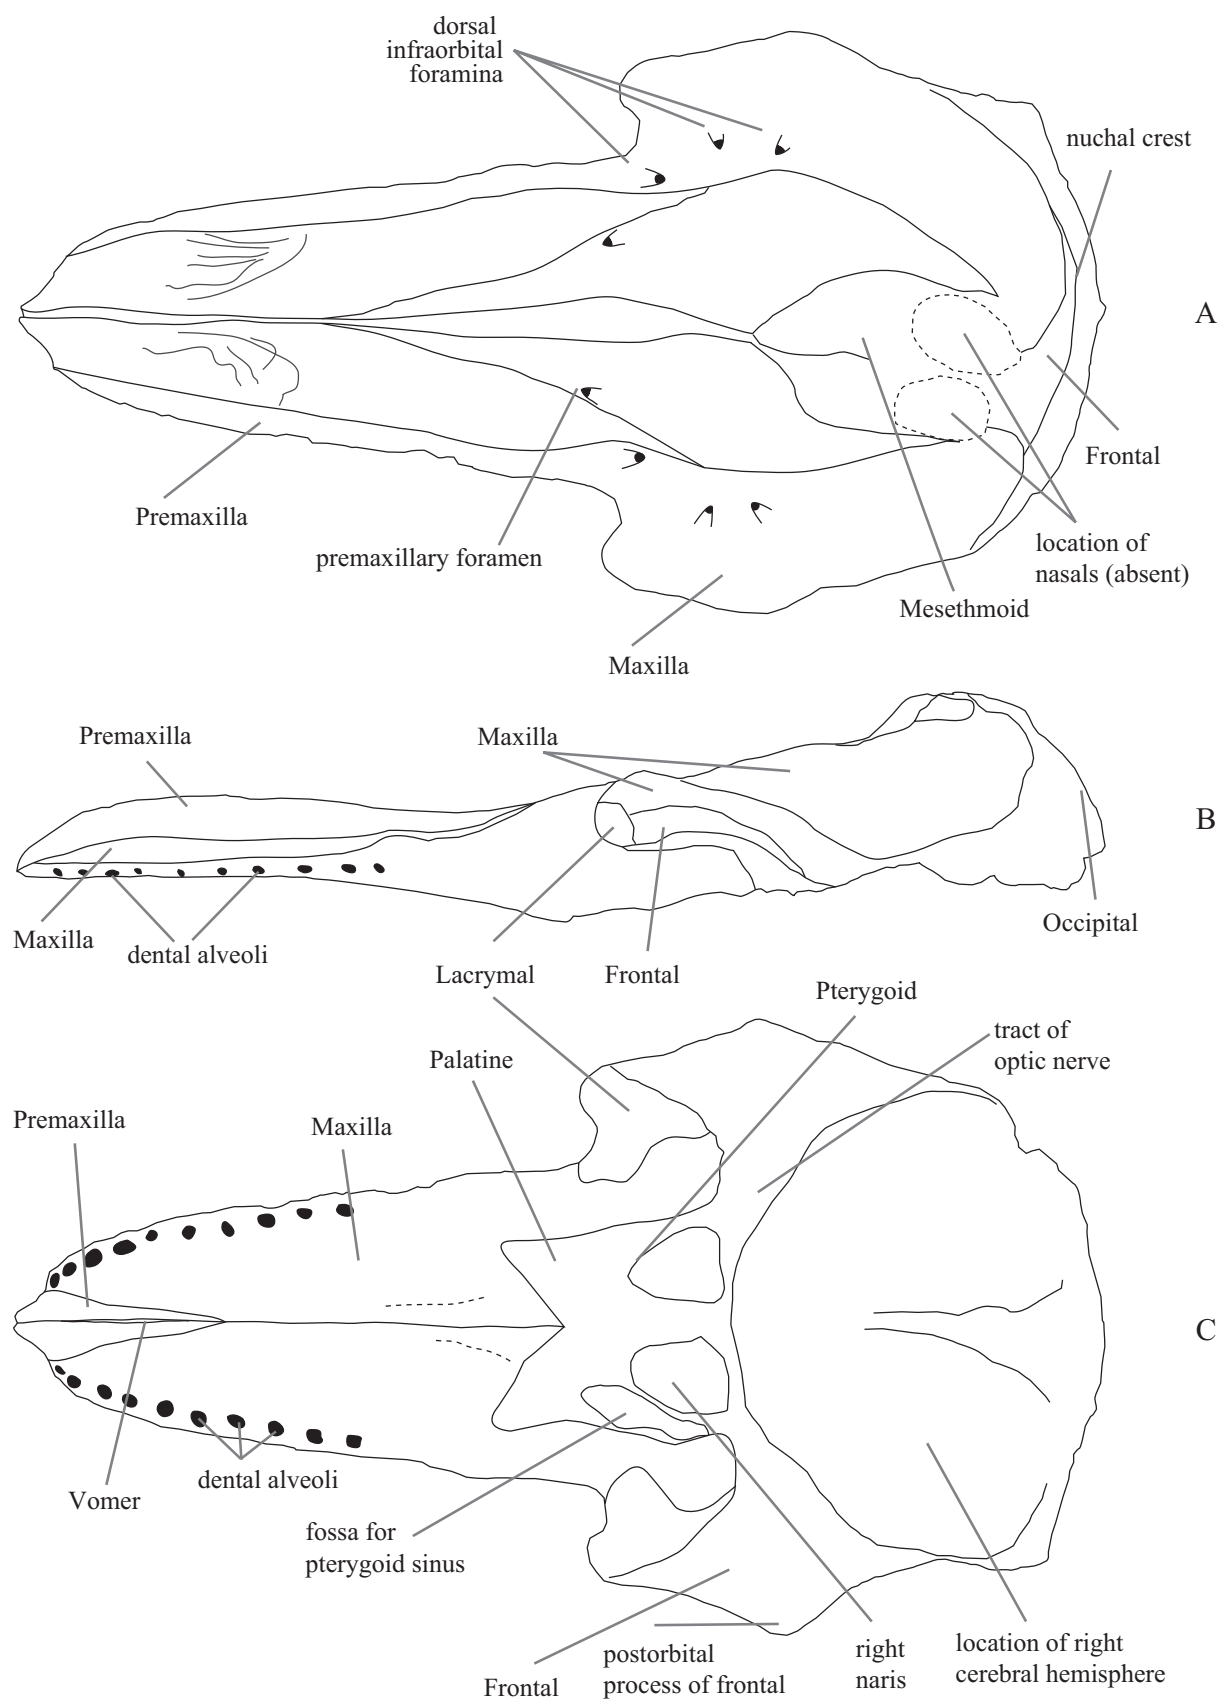 dorsal
infraorbital
foramina
nuchal crest
A
Frontal
Premaxilla
premaxillary foramen
location of
nasals (absent)
Mesethmoid
Maxilla
Premaxilla
Maxilla
B
Maxilla
dental alveoli
Occipital
Lacrymal
Frontal
Pterygoid
tract of
optic nerve
Palatine
Premaxilla
Maxilla
C
dental alveoli
Vomer
fossa for
pterygoid sinus
Frontal
postorbital
process of frontal
right
naris
location of right
cerebral hemisphere